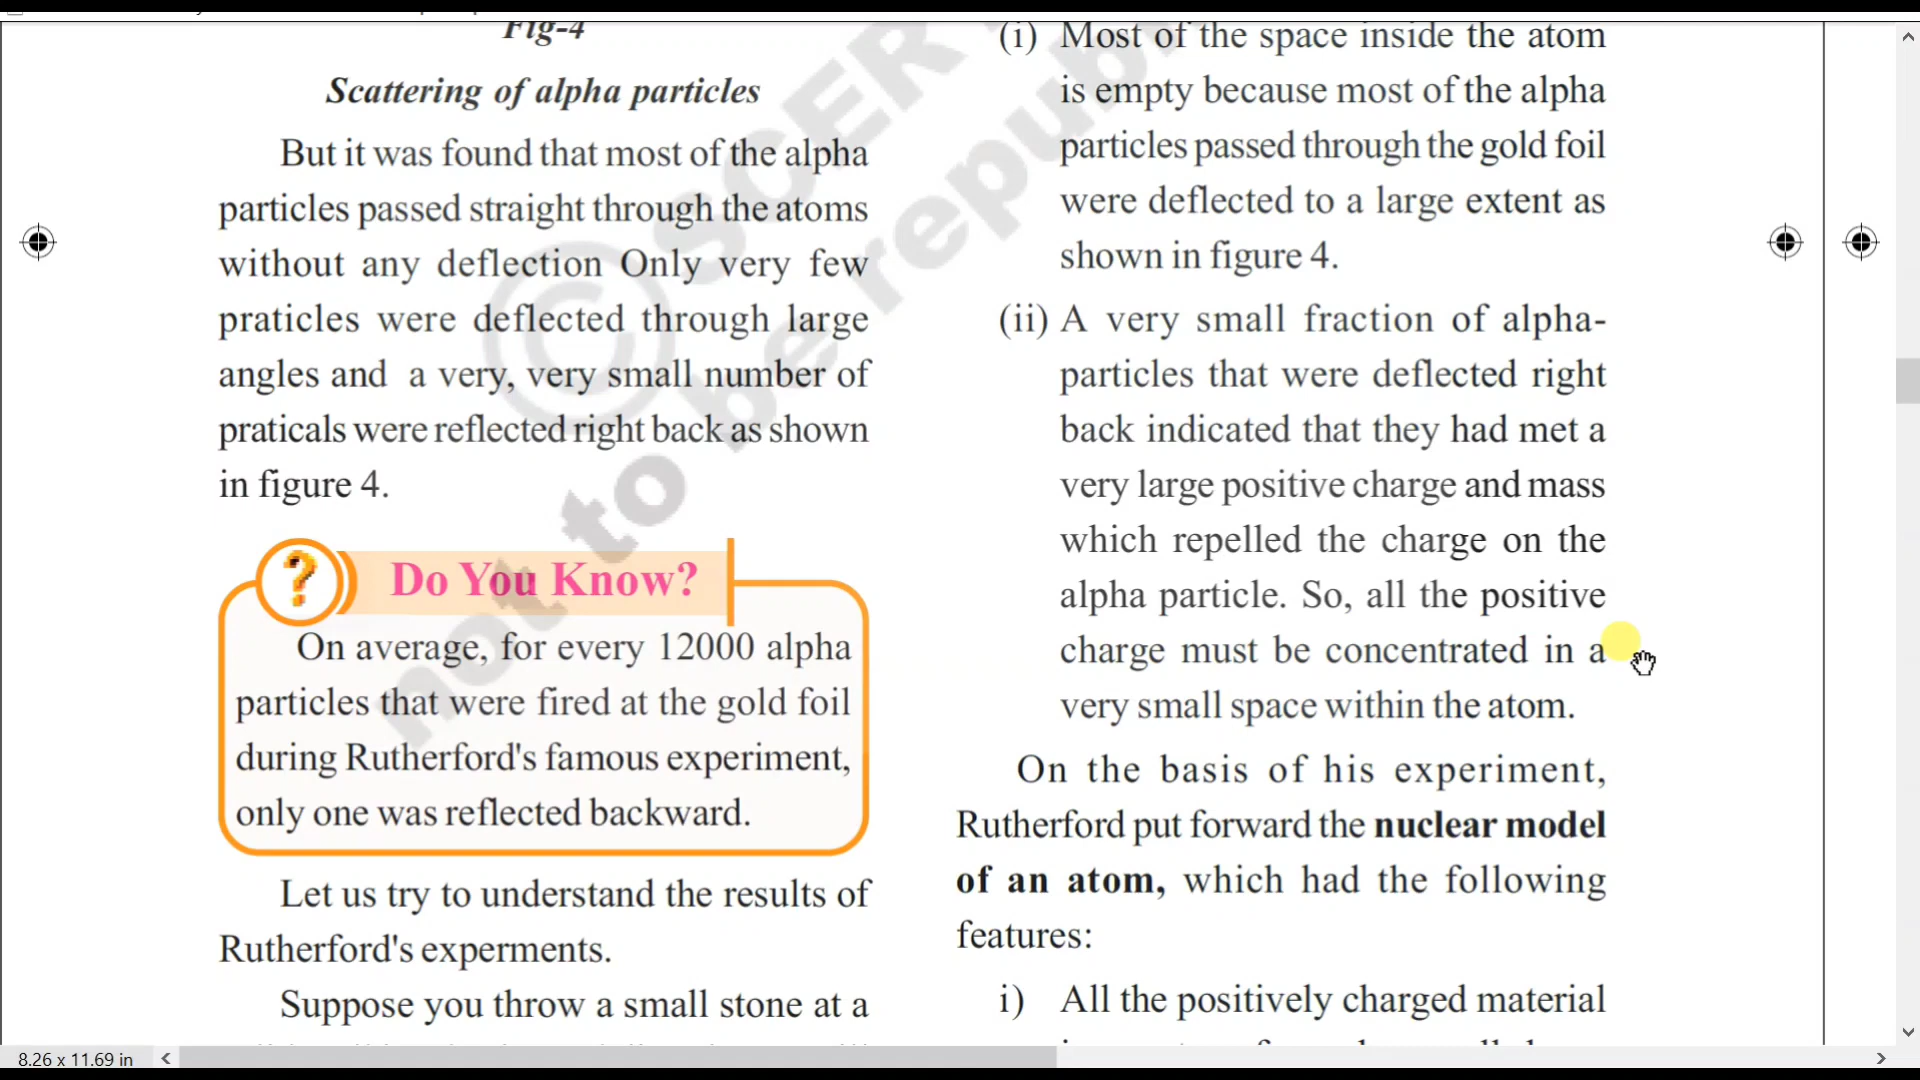 Fig-4
Scattering of alpha particles
But it was found that most of the alpha
particles passed straight through the atoms
without any deflection Only very few
praticles were deflected through large
angles and a very, very small number of
praticals were reflected right back as shown
in figure 4.
Do You Know?
On average, for every 12000 alpha
particles that were fired at the gold foil
during Rutherford's famous experiment,
only one was reflected backward.
Let us try to understand the results of
Rutherford's experments.
Suppose you throw a small stone at a
(i) Most of the space inside the atom
is empty because most of the alpha
particles passed through the gold foil
were deflected to a large extent as
shown in figure 4.
(ii) A very small fraction of alpha-
particles that were deflected right
back indicated that they had met a
very large positive charge and mass
which repelled the charge on the
alpha particle. So, all the positive
charge must be concentrated in a
very small space within the atom.
On the basis of his experiment,
Rutherford put forward the nuclear model
of an atom, which had the following
features:
i) All the positively charged material
© SCER
not to be republ
8.26 x 11.69 in